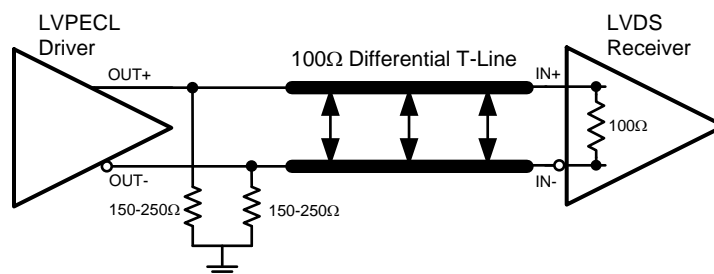 LVPECL
Driver
OUT+
100Ω Differential T-Line
LVDS
Receiver
IN+
100Ω
OUT-
IN-
150-250Ω
150-250Ω